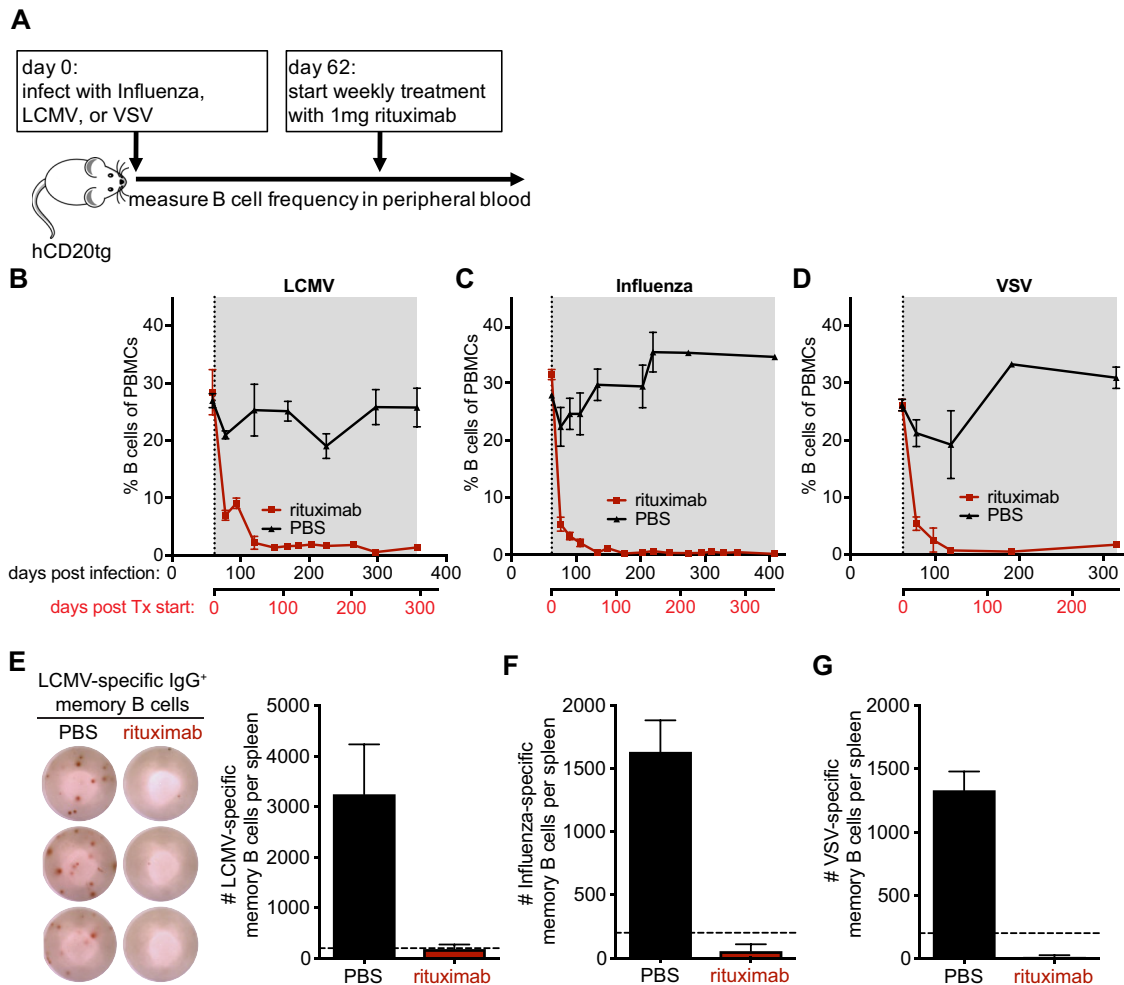 A
day 0:
infect with Influenza,
LCMV, or VSV
day 62:
start weekly treatment
with 1mg rituximab
measure B cell frequency in peripheral blood
hCD20tg
B
LCMV
% B cells of PBMCs
40
30
20
10
0
rituximab
PBS
days post infection:
0 100 200 300 400
days post Tx start:
0 100 200 300
C
Influenza
% B cells of PBMCs
40
30
20
10
0
rituximab
PBS
0 100 200 300 400
0 100 200 300
D
VSV
% B cells of PBMCs
40
30
20
10
0
rituximab
PBS
0 100 200 300
0 100 200
E
LCMV-specific IgG+
memory B cells
PBS rituximab
# LCMV-specific
memory B cells per spleen
5000
4000
3000
2000
1000
0
PBS rituximab
F
# Influenza-specific
memory B cells per spleen
2000
1500
1000
500
0
PBS rituximab
G
# VSV-specific
memory B cells per spleen
2000
1500
1000
500
0
PBS rituximab